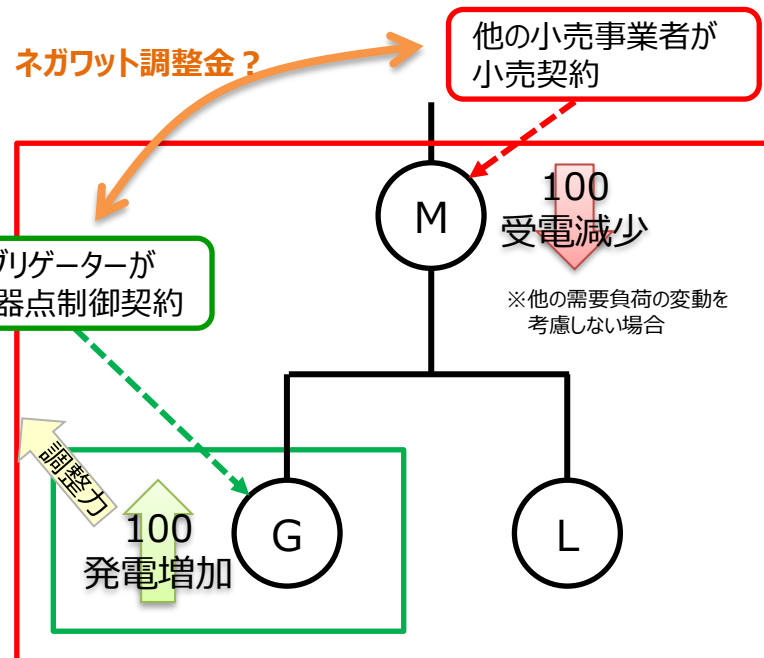 ネガワット調整金？
他の小売事業者が
小売契約
M
100
受電減少
※他の需要負荷の変動を
考慮しない場合
グリゲーターが
器点制御契約
調整力
100
発電増加
G
L